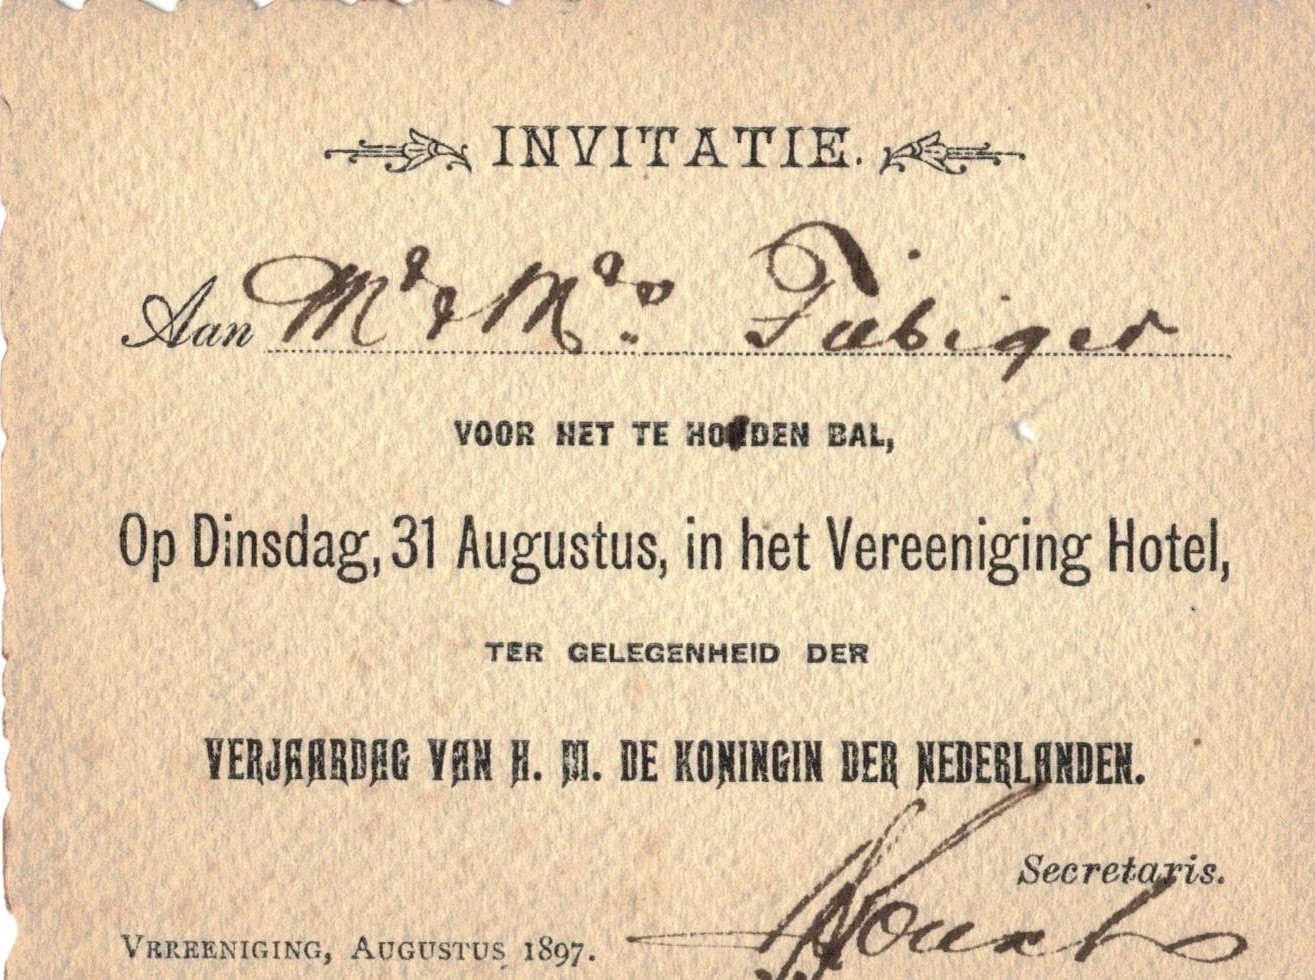 INVITATIE.
Aan Mr & Mrs. Fabiger
VOOR HET TE HOUDEN BAL,
Op Dinsdag, 31 Augustus, in het Vereeniging Hotel,
TER GELEGENHEID DER
VERJAARDAG VAN H. M. DE KONINGIN DER NEDERLANDEN.
Secretaris.
VEREENIGING, AUGUSTUS 1897.